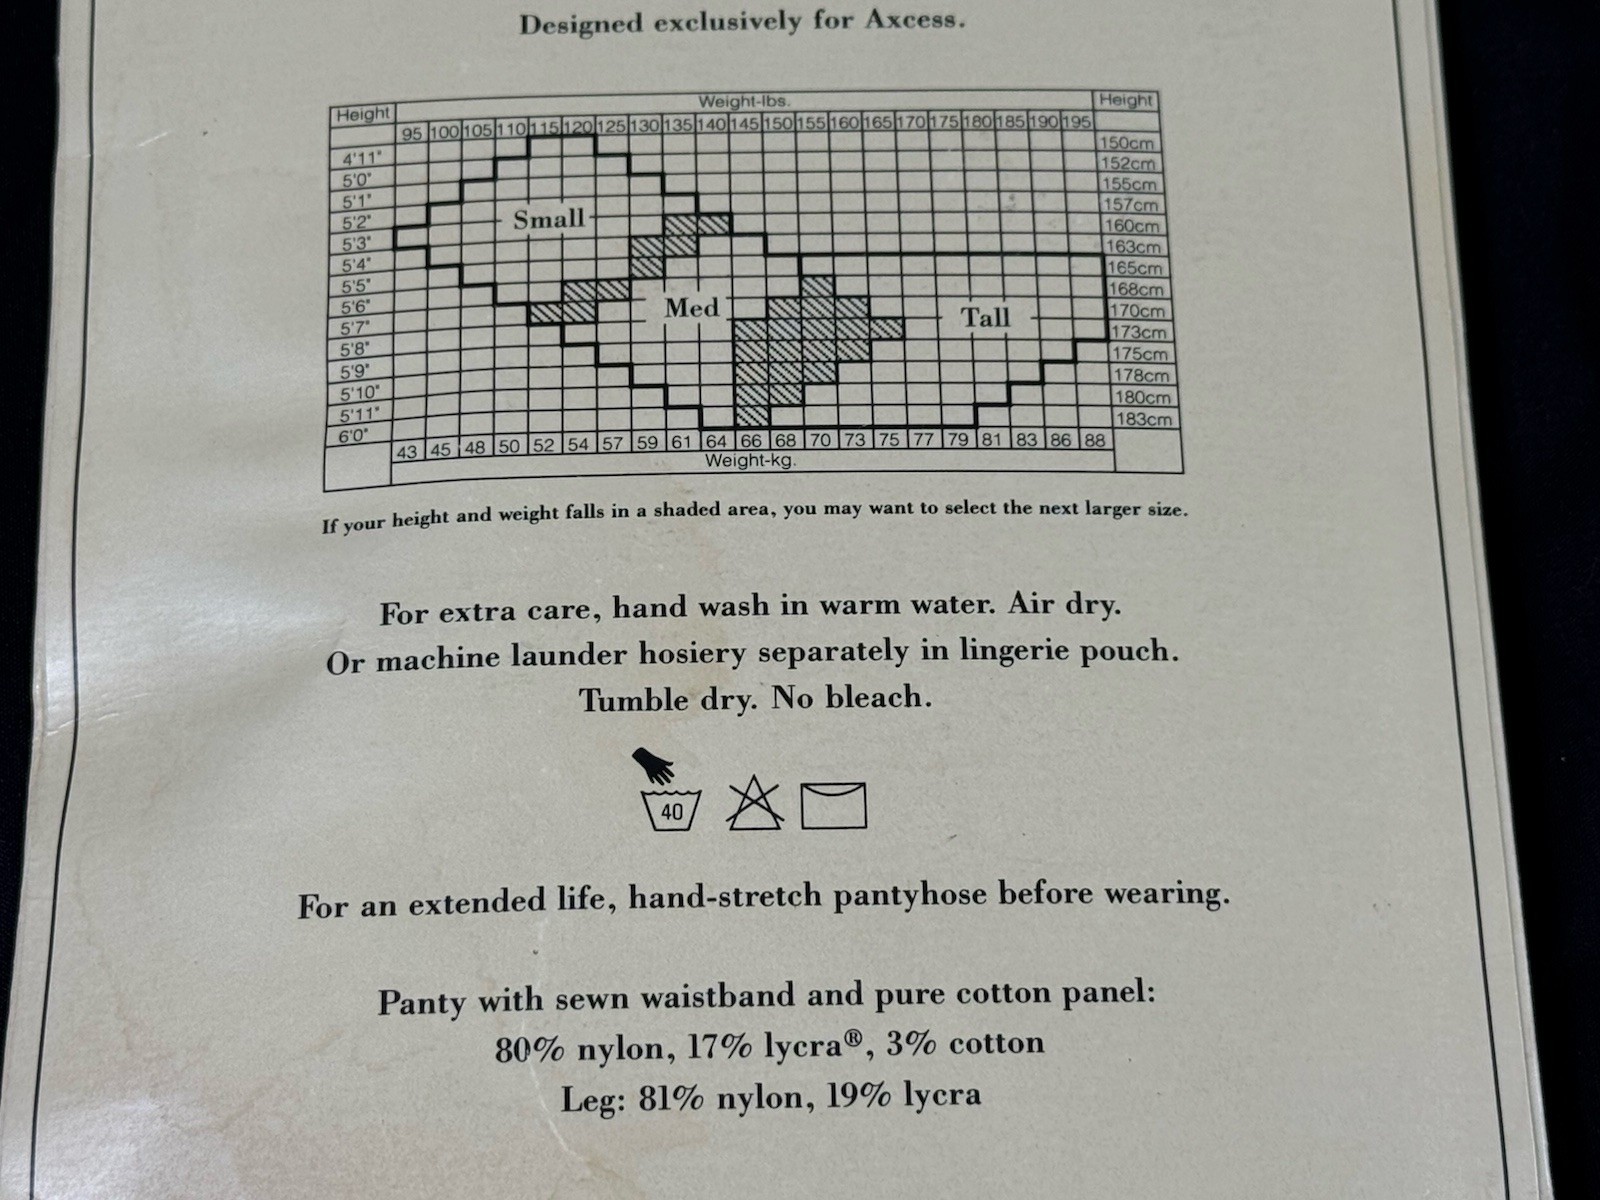 Designed exclusively for Axcess.
Height Weight-lbs. Height
95 100 105 110 115 120 125 130 135 140 145 150 155 160 165 170 175 180 185 190 195
4'11" 150cm
5'0" 152cm
5'1" 155cm
5'2" 157cm
Small
5'3" 160cm
5'4" 163cm
5'5" 165cm
5'6" 168cm
Med Tall
5'7" 170cm
5'8" 173cm
5'9" 175cm
5'10" 178cm
5'11" 180cm
6'0" 183cm
43 45 48 50 52 54 57 59 61 64 66 68 70 73 75 77 79 81 83 86 88
Weight-kg.
If your height and weight falls in a shaded area, you may want to select the next larger size.
For extra care, hand wash in warm water. Air dry.
Or machine launder hosiery separately in lingerie pouch.
Tumble dry. No bleach.
40
For an extended life, hand-stretch pantyhose before wearing.
Panty with sewn waistband and pure cotton panel:
80% nylon, 17% lycra®, 3% cotton
Leg: 81% nylon, 19% lycra